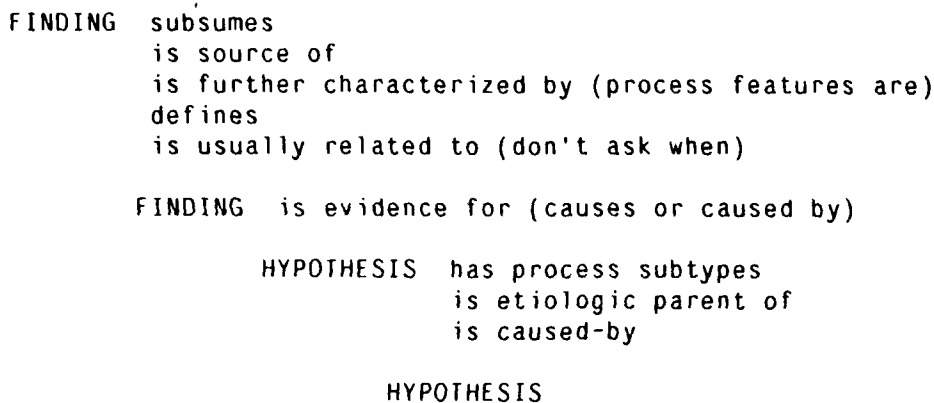 FINDING subsumes
is source of
is further characterized by (process features are)
defines
is usually related to (don't ask when)
FINDING is evidence for (causes or caused by)
HYPOTHESIS has process subtypes
is etiologic parent of
is caused-by
HYPOTHESIS